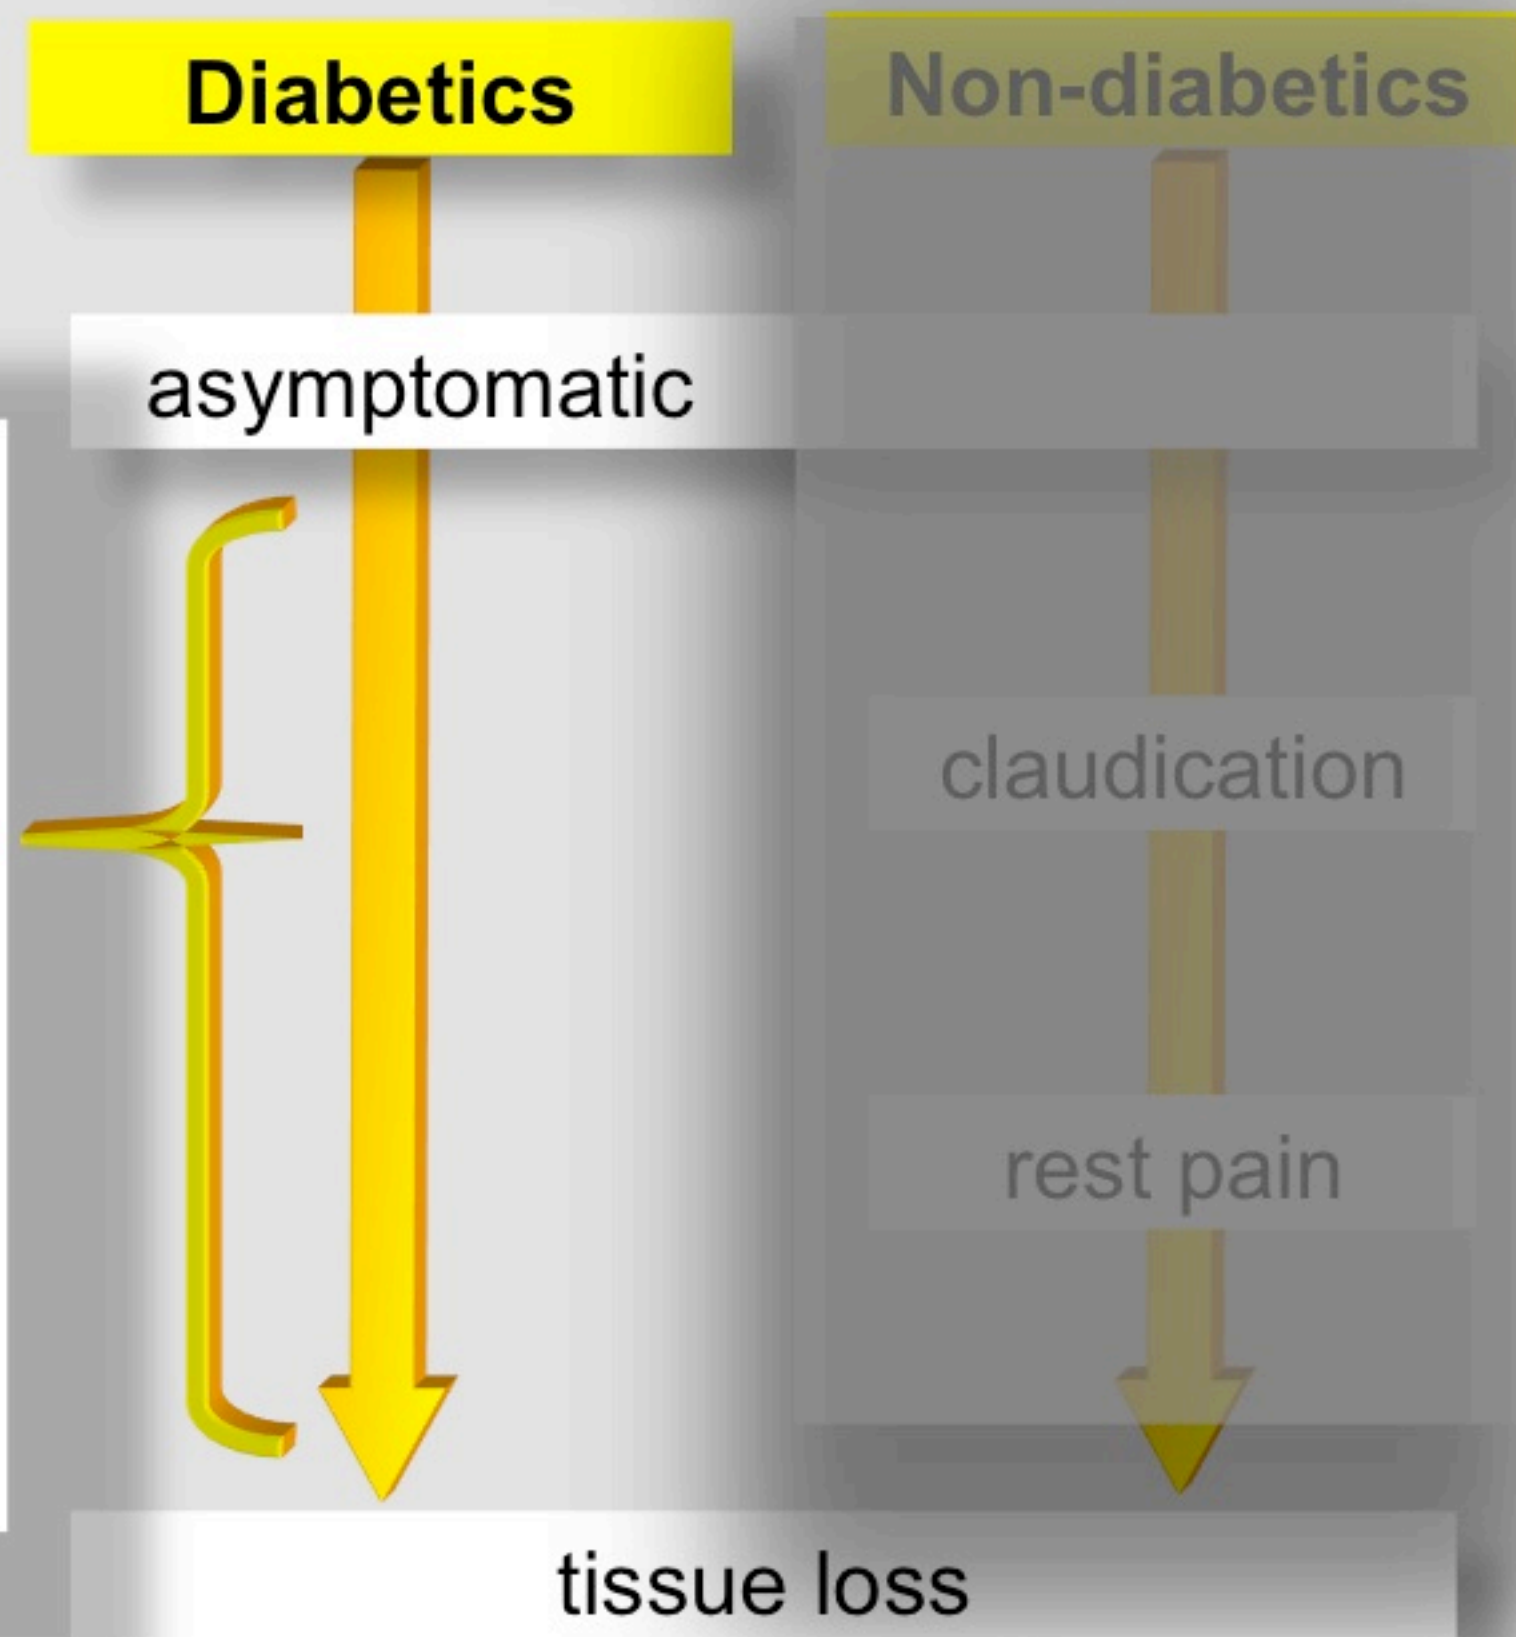 Diabetics
Non-diabetics
asymptomatic
claudication
rest pain
tissue loss